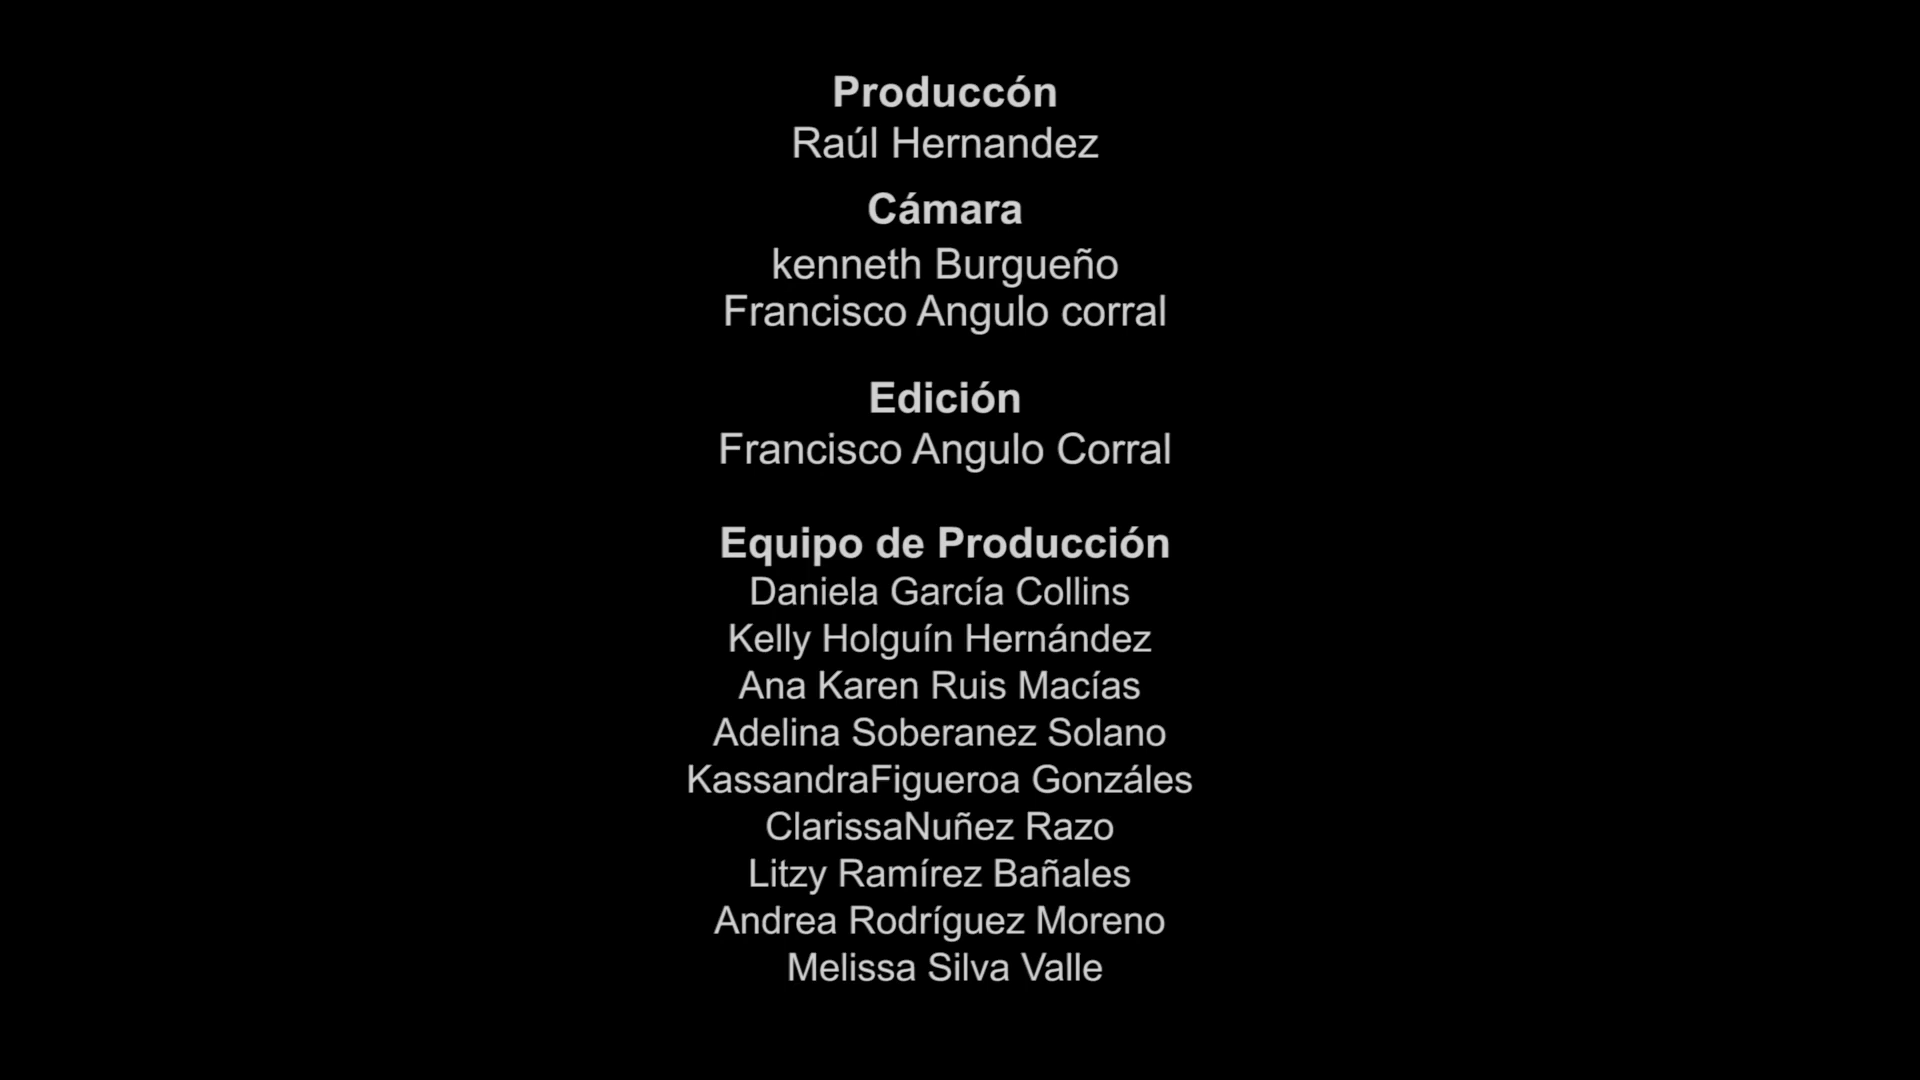 Produccón
Raúl Hernandez
Cámara
kenneth Burgueño
Francisco Angulo corral
Edición
Francisco Angulo Corral
Equipo de Producción
Daniela García Collins
Kelly Holguín Hernández
Ana Karen Ruis Macías
Adelina Soberanez Solano
KassandraFigueroa Gonzáles
ClarissaNuñez Razo
Litzy Ramírez Bañales
Andrea Rodríguez Moreno
Melissa Silva Valle